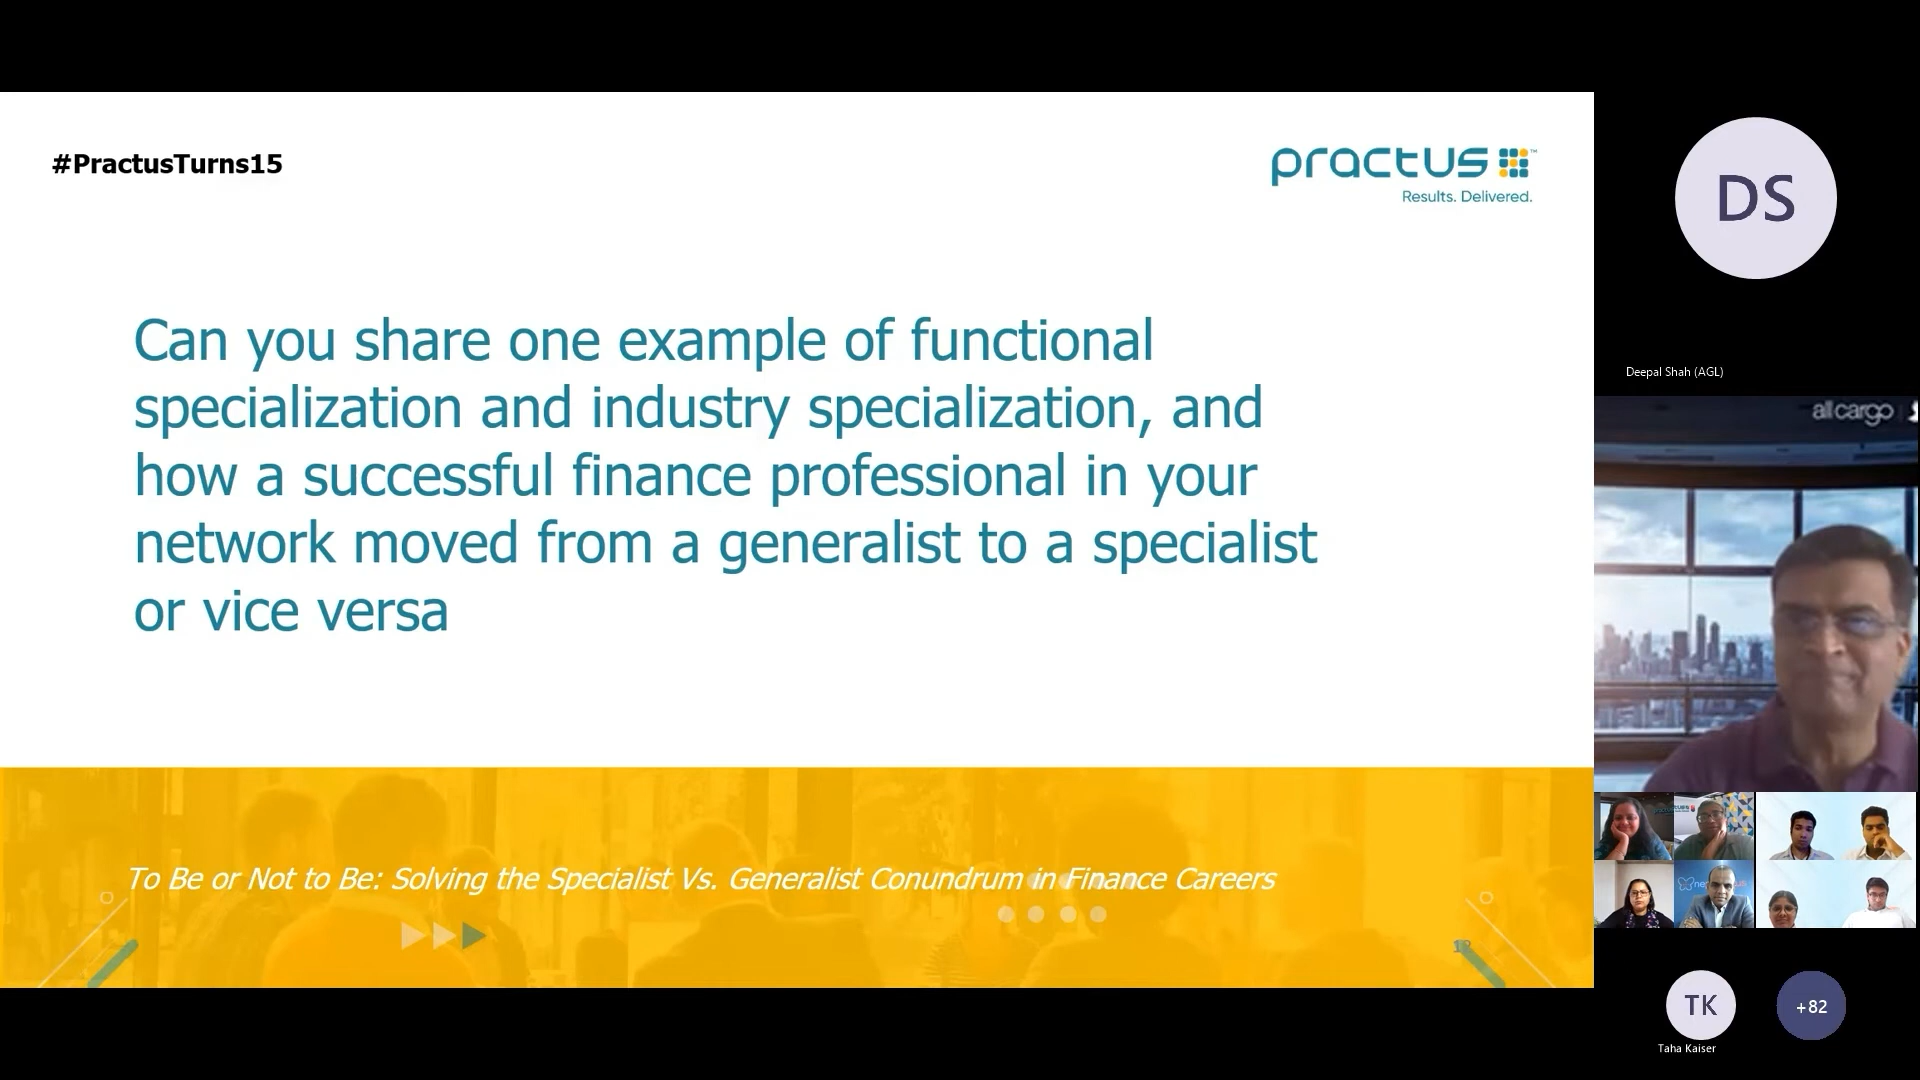 #PractusTurns15
practus ™
Results. Delivered.
Can you share one example of functional
specialization and industry specialization, and
how a successful finance professional in your
network moved from a generalist to a specialist
or vice versa
To Be or Not to Be: Solving the Specialist Vs. Generalist Conundrum in Finance Careers
DS
Deepal Shah (AGL)
allcargo
TK
+82
Taha Kaiser